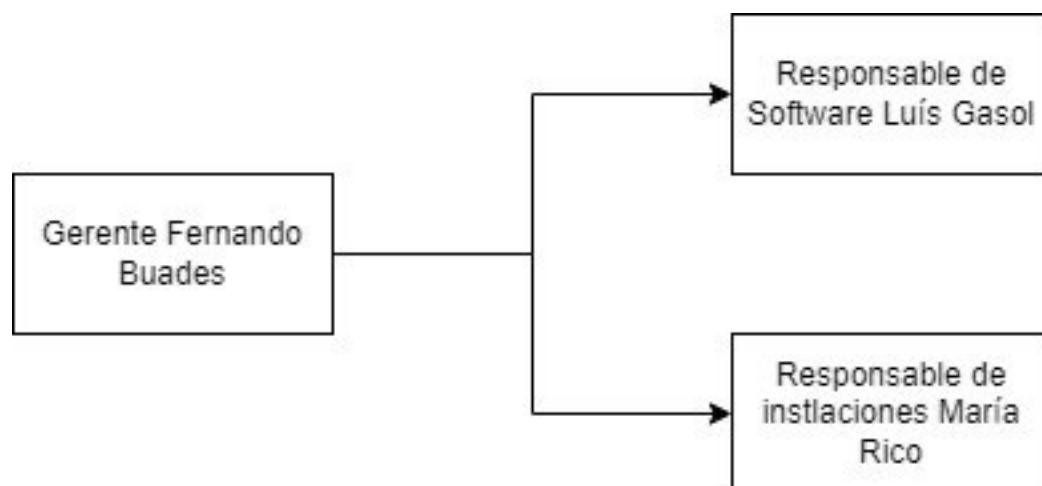 Responsable de
Software Luís Gasol
Gerente Fernando
Buades
Responsable de
instlaciones María
Rico